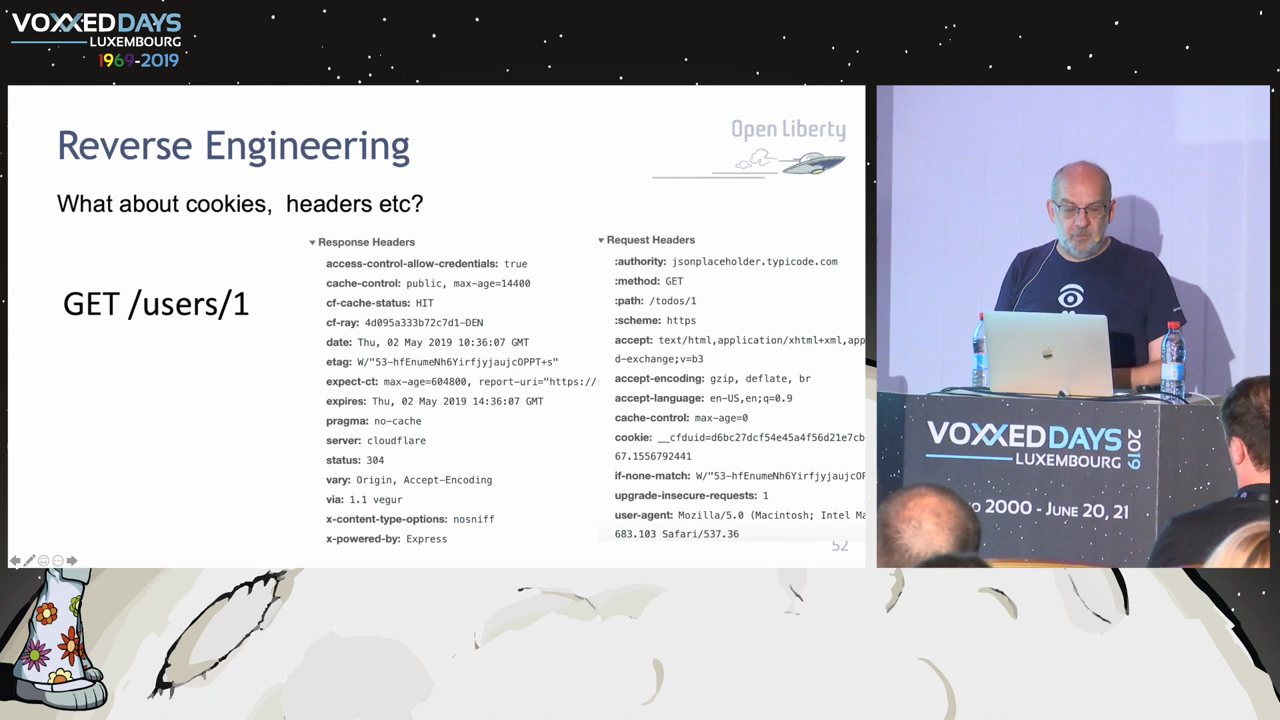 VOXXEDDAYS
LUXEMBOURG
1969-2019
Reverse Engineering
Open Liberty
What about cookies, headers etc?
GET /users/1
Response Headers
access-control-allow-credentials: true
cache-control: public, max-age=14400
cf-cache-status: HIT
cf-ray: 4d095a333b72c7d1-DEN
date: Thu, 02 May 2019 10:36:07 GMT
etag: W/"53-hfEnumeNh6YirfjyjaujcOPPT+s"
expect-ct: max-age=604800, report-uri="https://
expires: Thu, 02 May 2019 14:36:07 GMT
pragma: no-cache
server: cloudflare
status: 304
vary: Origin, Accept-Encoding
via: 1.1 vegur
x-content-type-options: nosniff
x-powered-by: Express
Request Headers
:authority: jsonplaceholder.typicode.com
:method: GET
:path: /todos/1
:scheme: https
accept: text/html,application/xhtml+xml,app
d-exchange;v=b3
accept-encoding: gzip, deflate, br
accept-language: en-US,en;q=0.9
cache-control: max-age=0
cookie: __cfduid=d6bc27dcf54e45a4f56d21e7cb
67.1556792441
if-none-match: W/"53-hfEnumeNh6YirfjyjaujcOP
upgrade-insecure-requests: 1
user-agent: Mozilla/5.0 (Macintosh; Intel Ma
683.103 Safari/537.36
52
VOXXEDDAYS 2019
LUXEMBOURG
2000 - JUNE 20, 21